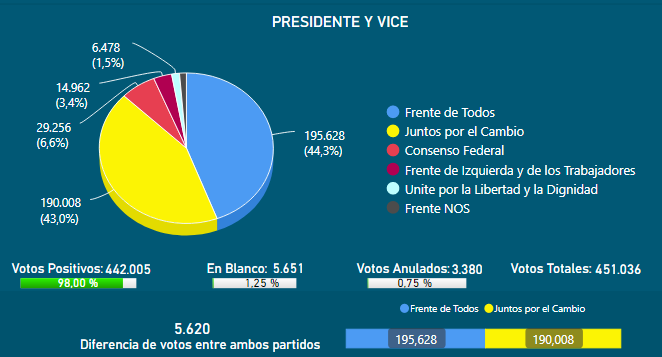 PRESIDENTE Y VICE
6.478
(1,5%)
14.962
(3,4%)
29.256
(6,6%)
190.008
(43,0%)
195.628
(44,3%)
Frente de Todos
Juntos por el Cambio
Consenso Federal
Frente de Izquierda y de los Trabajadores
Unite por la Libertad y la Dignidad
Frente NOS
Votos Positivos: 442.005
98,00 %
En Blanco: 5.651
1,25 %
Votos Anulados: 3.380
0,75 %
Votos Totales: 451.036
5.620
Diferencia de votos entre ambos partidos
Frente de Todos Juntos por el Cambio
195,628 190,008